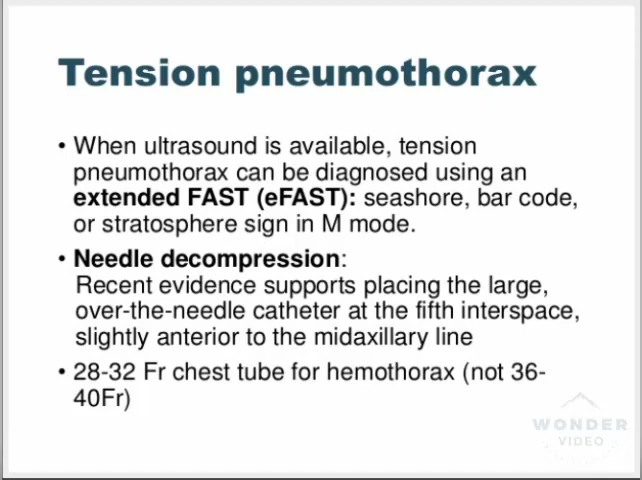 Tension pneumothorax
• When ultrasound is available, tension
pneumothorax can be diagnosed using an
extended FAST (eFAST): seashore, bar code,
or stratosphere sign in M mode.
• Needle decompression:
Recent evidence supports placing the large,
over-the-needle catheter at the fifth interspace,
slightly anterior to the midaxillary line
• 28-32 Fr chest tube for hemothorax (not 36-
40Fr)
WONDER
VIDEO